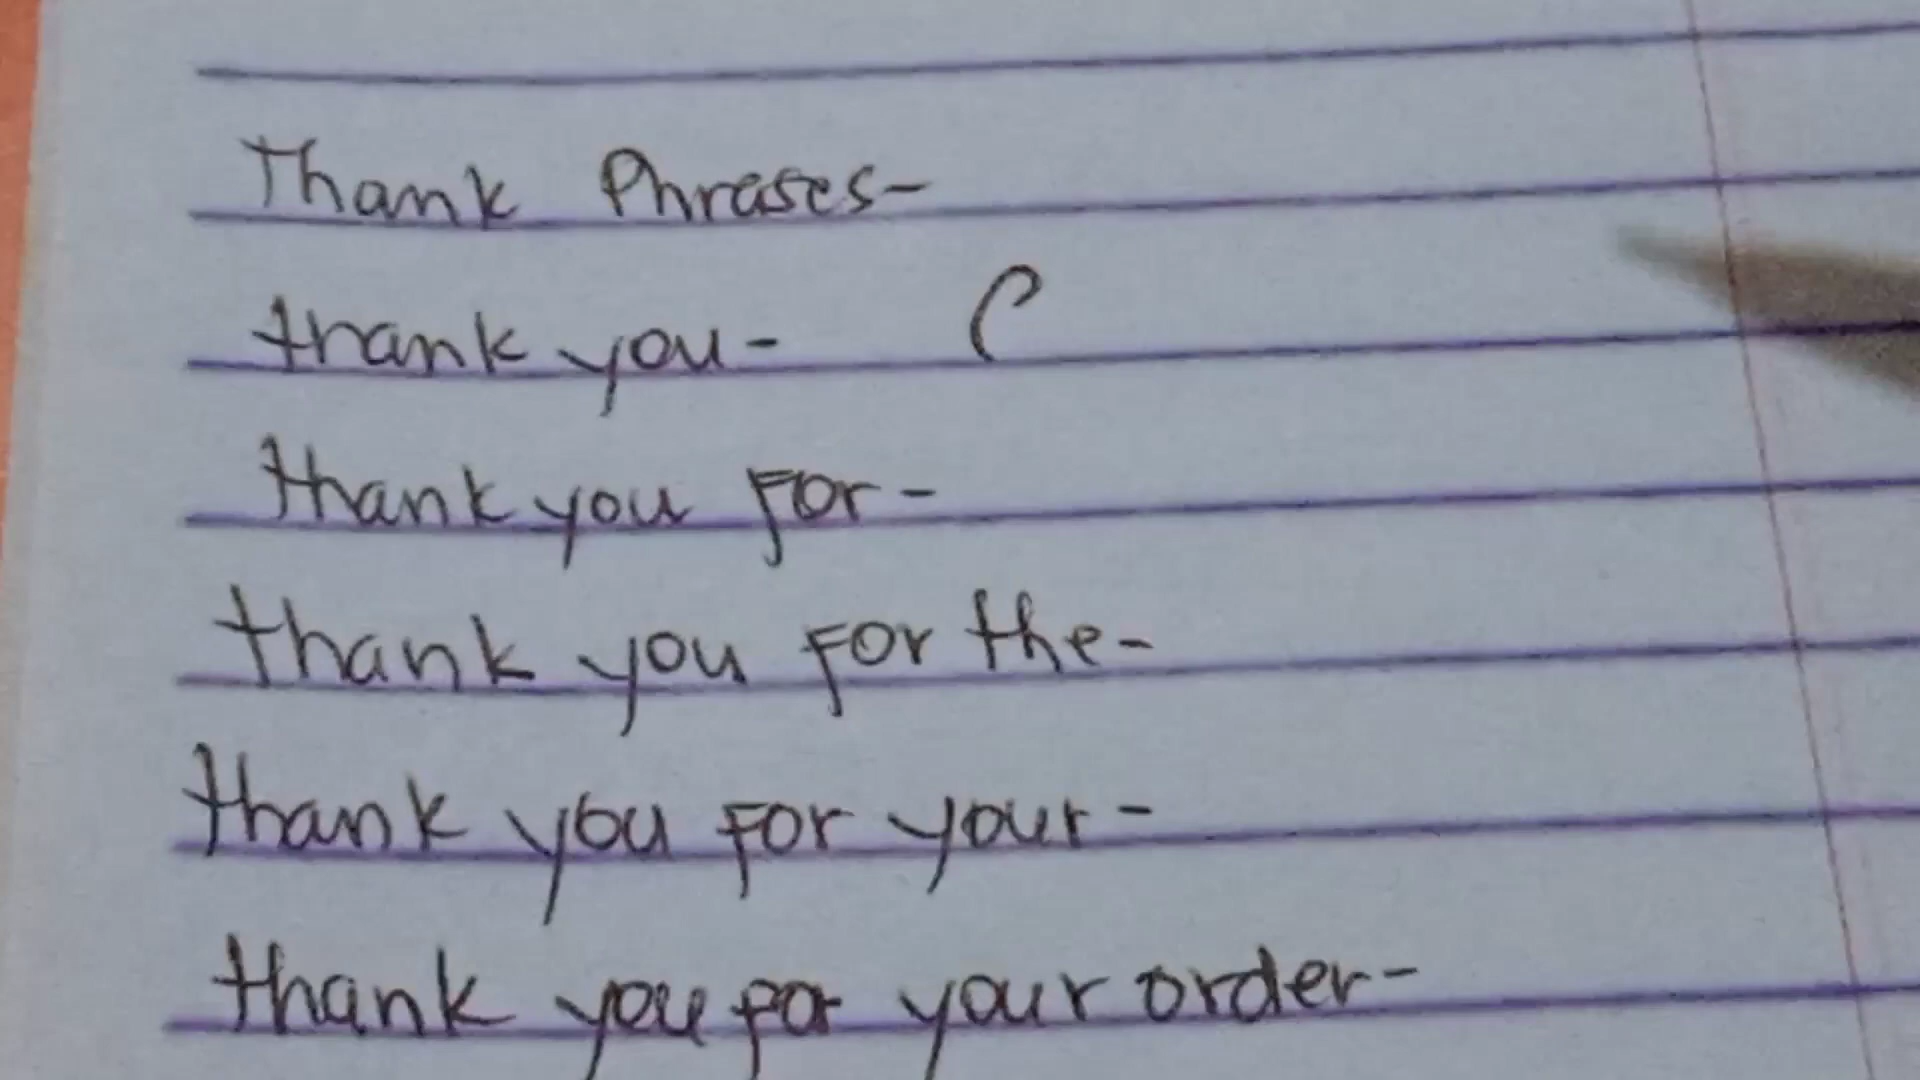 Thank Phrases-
thank you-
thank you for-
thank you for the-
thank you for your-
thank you for your order-